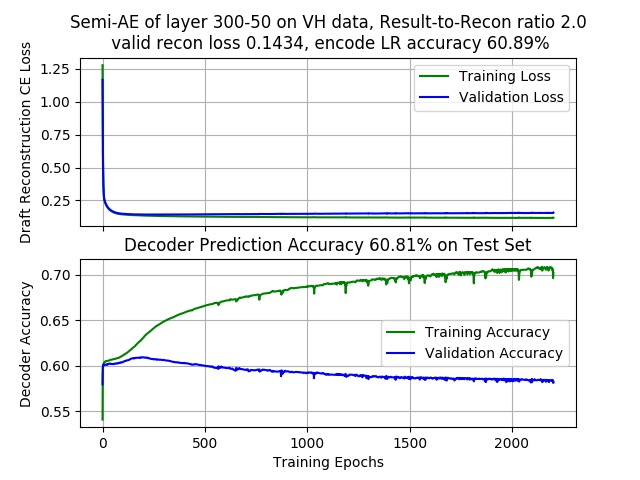 Semi-AE of layer 300-50 on VH data, Result-to-Recon ratio 2.0
valid recon loss 0.1434, encode LR accuracy 60.89%
Draft Reconstruction CE Loss
1.25
1.00
0.75
0.50
0.25
Training Loss
Validation Loss
Decoder Prediction Accuracy 60.81% on Test Set
Decoder Accuracy
0.70
0.65
0.60
0.55
Training Accuracy
Validation Accuracy
0
500
1000
1500
2000
Training Epochs